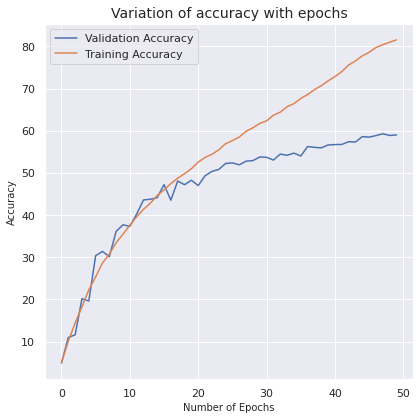 Variation of accuracy with epochs
Validation Accuracy
Training Accuracy
80
70
60
50
40
30
20
10
Accuracy
0
10
20
30
40
50
Number of Epochs